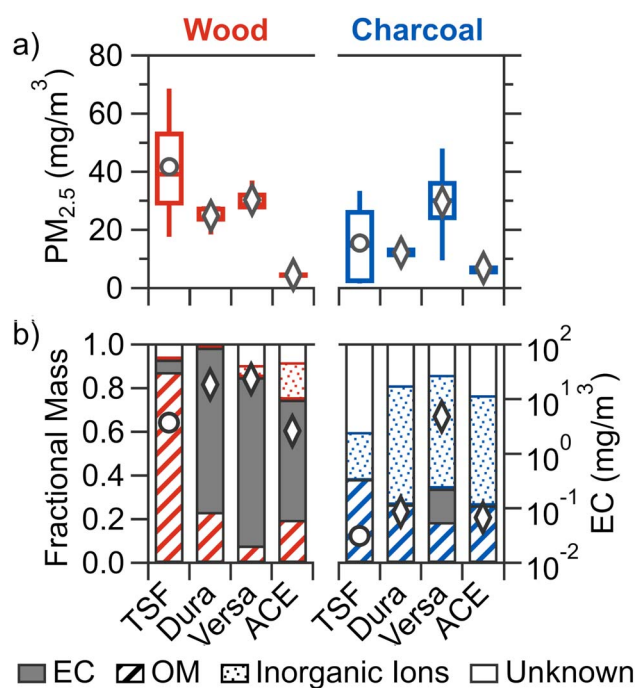 Wood Charcoal
a)
PM2.5 (mg/m3)
80
60
40
20
0
b)
Fractional Mass
1.0
0.8
0.6
0.4
0.2
0.0
10^2
10^1
10^0
10^-1
10^-2
EC (mg/m3)
TSF Dura Versa ACE TSF Dura Versa ACE
EC OM Inorganic Ions Unknown